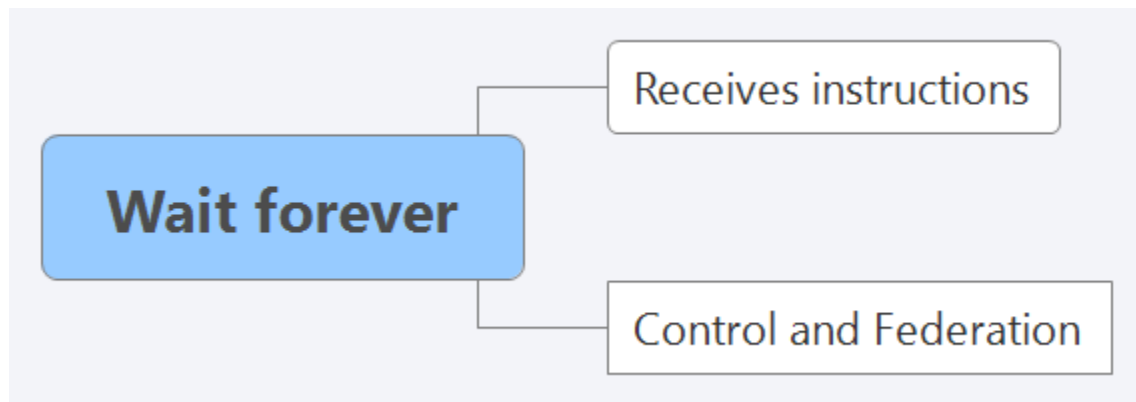 Receives instructions
Wait forever
Control and Federation